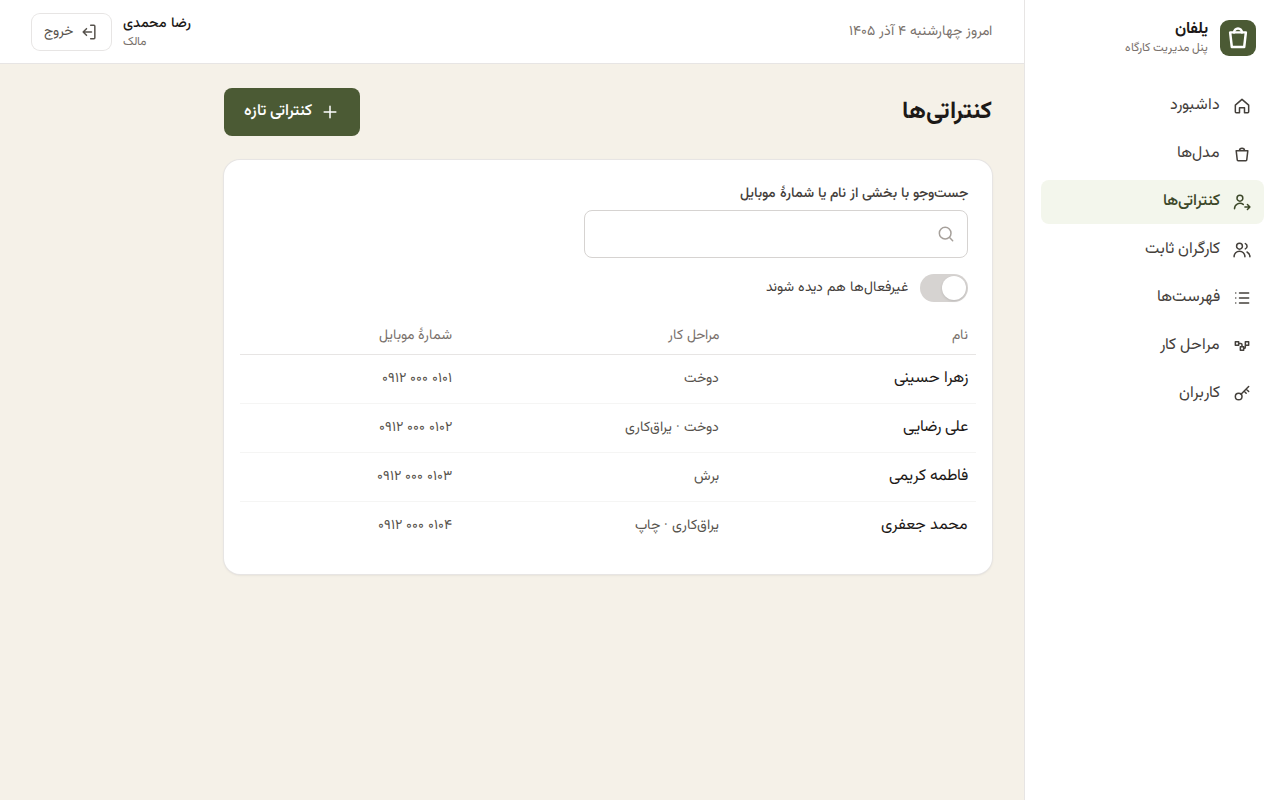 یلفان
پنل مدیریت کارگاه
داشبورد
مدل‌ها
کنتراتی‌ها
کارگران ثابت
فهرست‌ها
مراحل کار
کاربران
امروز چهارشنبه ۴ آذر ۱۴۰۵
رضا محمدی
مالک
خروج
کنتراتی‌ها
کنتراتی تازه
جست‌وجو با بخشی از نام یا شمارهٔ موبایل
غیرفعال‌ها هم دیده شوند
نام مراحل کار شمارهٔ موبایل
زهرا حسینی دوخت ۰۹۱۲ ۰۰۰ ۰۱۰۱
علی رضایی دوخت · یراق‌کاری ۰۹۱۲ ۰۰۰ ۰۱۰۲
فاطمه کریمی برش ۰۹۱۲ ۰۰۰ ۰۱۰۳
محمد جعفری یراق‌کاری · چاپ ۰۹۱۲ ۰۰۰ ۰۱۰۴